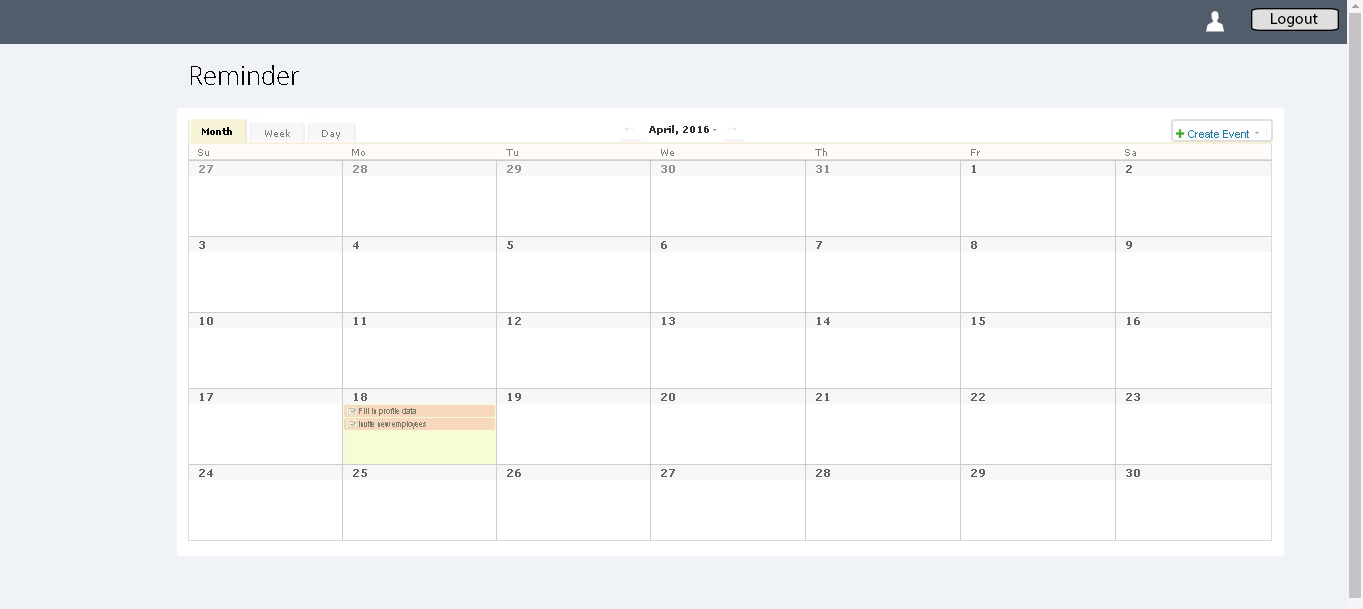 Logout
Reminder
Month Week Day April, 2016 Create Event
Su Mo Tu We Th Fr Sa
27 28 29 30 31 1 2
3 4 5 6 7 8 9
10 11 12 13 14 15 16
17 18 19 20 21 22 23
Fill in profile data
Invite new employees
24 25 26 27 28 29 30